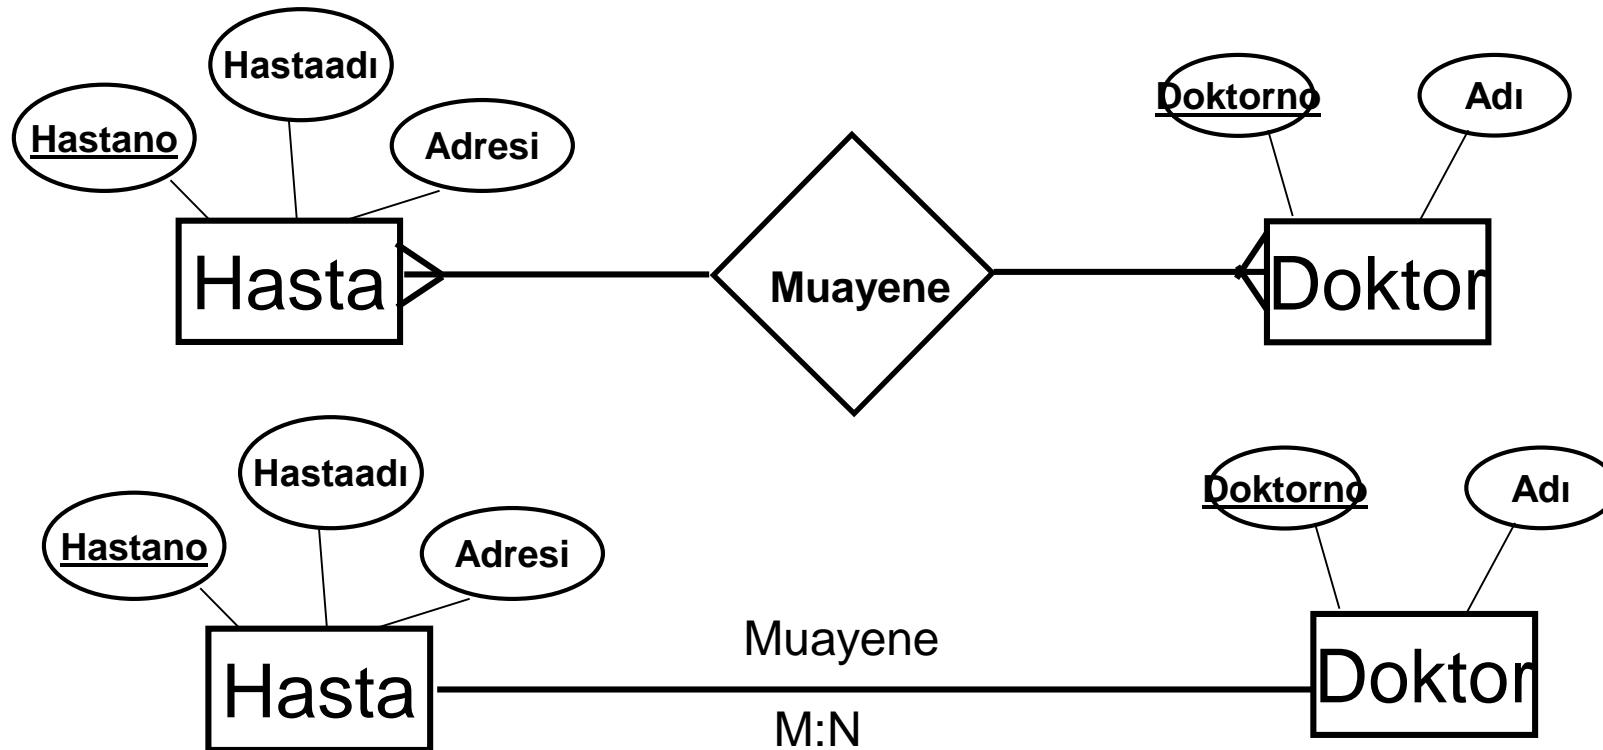 Hastaadı
Hastano
Adresi
Doktorno
Adı
Hasta
Muayene
Doktor
Hastaadı
Hastano
Adresi
Doktorno
Adı
Hasta
Muayene
M:N
Doktor